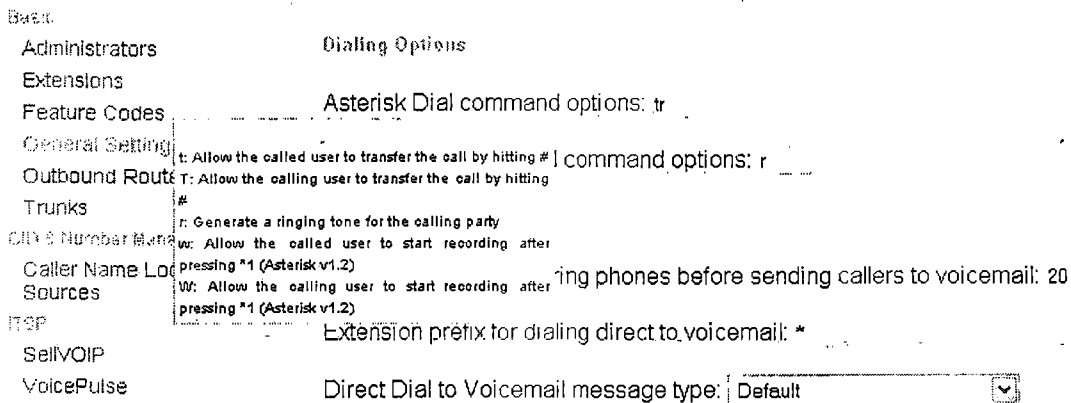 Basic
Administrators
Extensions
Feature Codes
General Setting
Outbound Route
Trunks
CID & Number Mana
Caller Name Loo
Sources
ITSP
SellVOIP
VoicePulse
Dialing Options
Asterisk Dial command options: tr
l command options: r
t: Allow the called user to transfer the call by hitting #
T: Allow the calling user to transfer the call by hitting
#
r: Generate a ringing tone for the calling party
w: Allow the called user to start recording after
pressing *1 (Asterisk v1.2)
W: Allow the calling user to start recording after
pressing *1 (Asterisk v1.2)
ring phones before sending callers to voicemail: 20
Extension prefix for dialing direct to voicemail: *
Direct Dial to Voicemail message type: Default